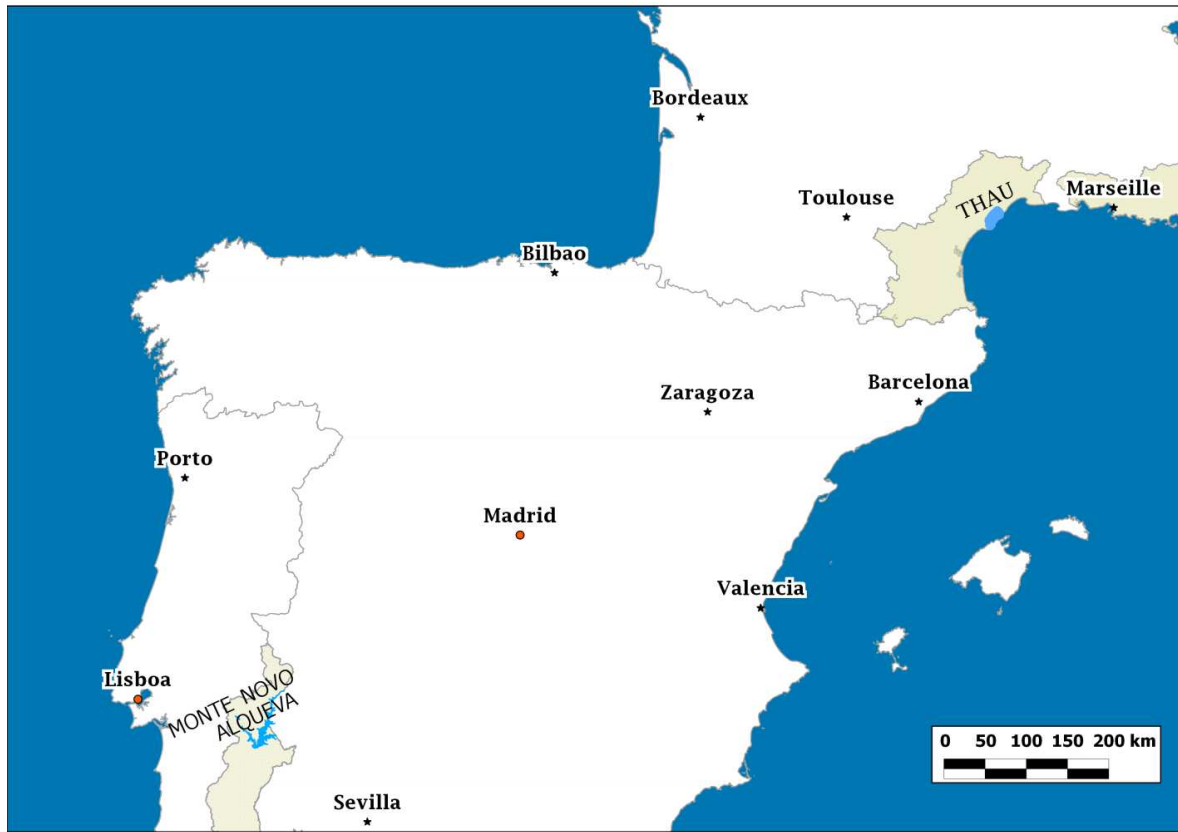 Bordeaux
Toulouse
THAU
Marseille
Bilbao
Zaragoza
Barcelona
Porto
Madrid
Valencia
Lisboa
MONTE NOVO
ALQUEVA
0 50 100 150 200 km
Sevilla